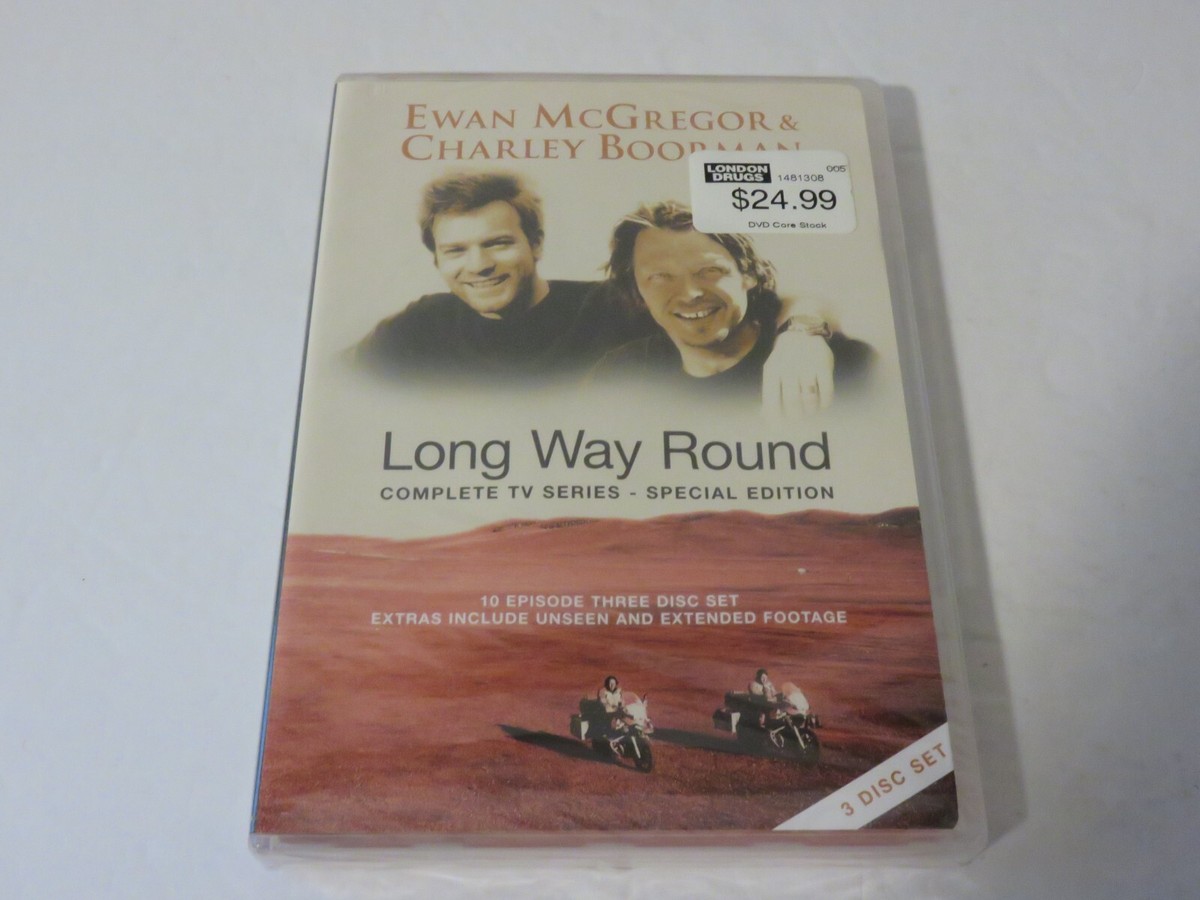 EWAN MCGREGOR &
CHARLEY BOORMAN
LONDON DRUGS 1481308 005
$24.99
DVD Core Stock
Long Way Round
COMPLETE TV SERIES - SPECIAL EDITION
10 EPISODE THREE DISC SET
EXTRAS INCLUDE UNSEEN AND EXTENDED FOOTAGE
3 DISC SET